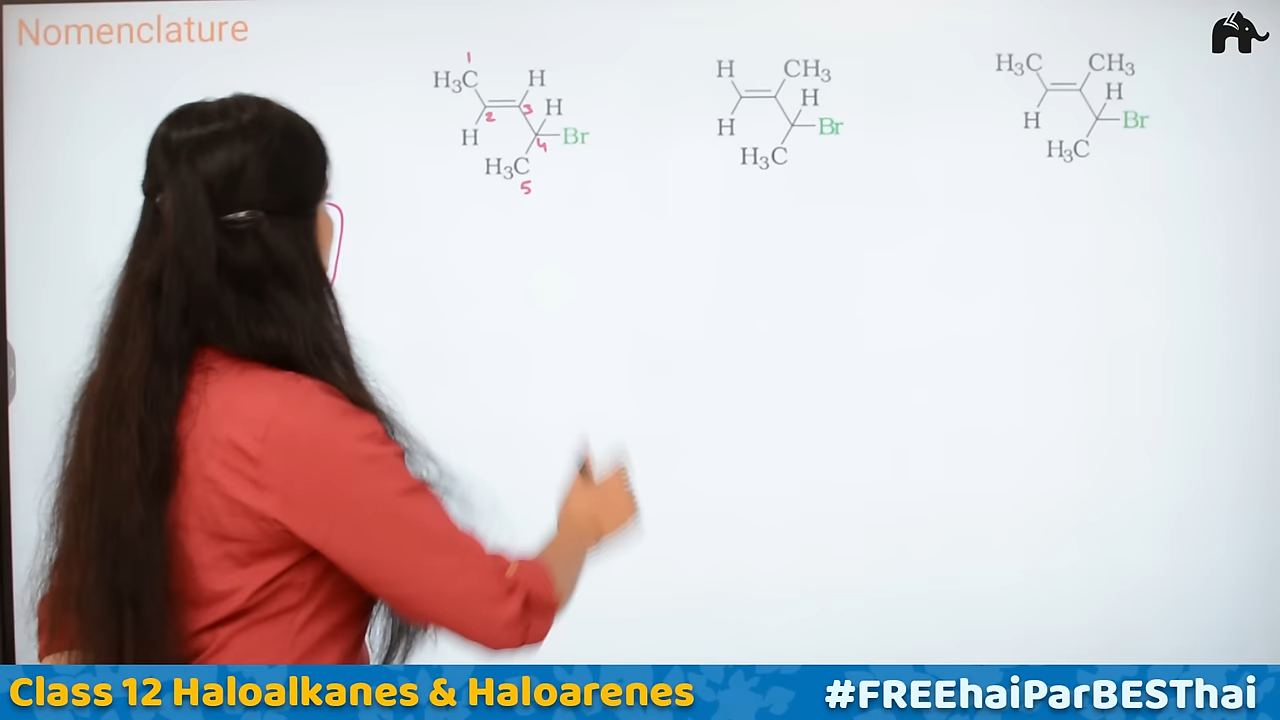 Nomenclature
1
H₃C H
2 3 H
H Br
4
H₃C
5
H CH₃
H
H Br
H₃C
H₃C CH₃
H
H Br
H₃C
Class 12 Haloalkanes & Haloarenes
#FREEhaiParBESThai